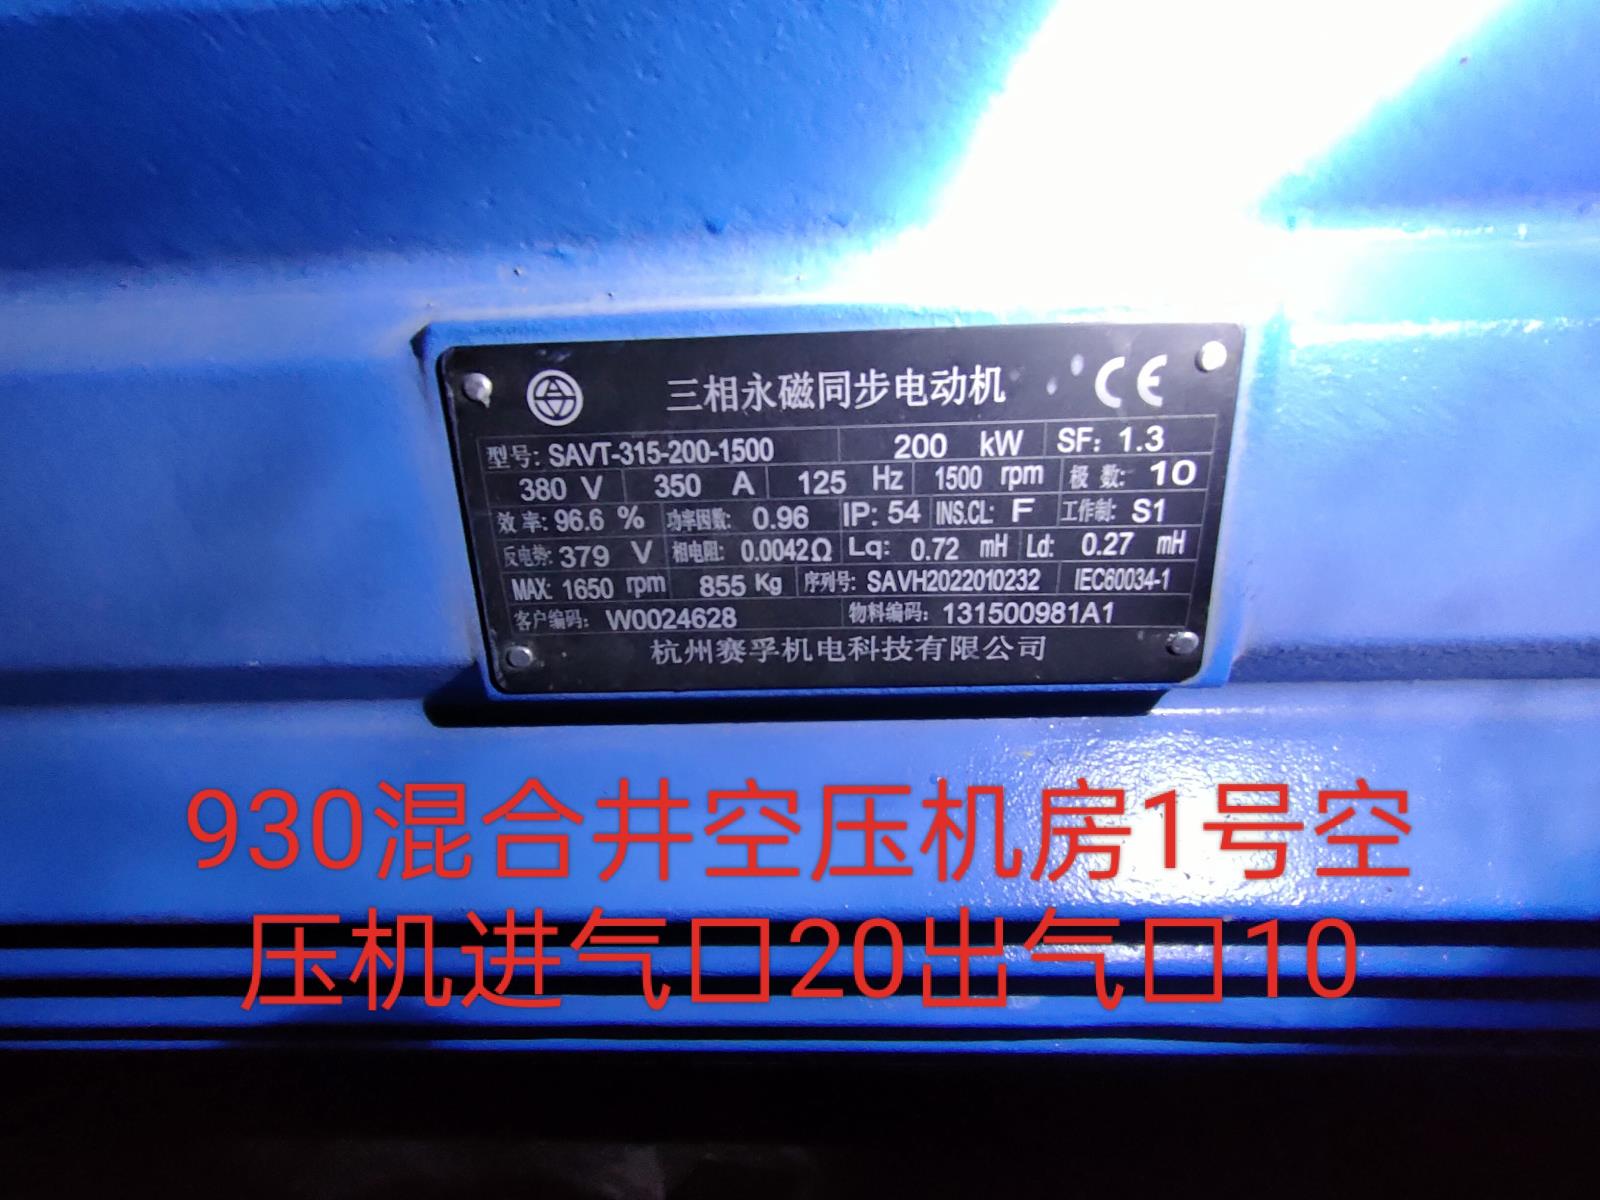 三相永磁同步电动机 CE
型号: SAVT-315-200-1500 200 kW SF: 1.3
380 V 350 A 125 Hz 1500 rpm 极数: 10
效率: 96.6 % 功率因数: 0.96 IP: 54 INS.CL: F 工作制: S1
反电势: 379 V 相电阻: 0.0042Ω Lq: 0.72 mH Ld: 0.27 mH
MAX: 1650 rpm 855 Kg 序列号: SAVH2022010232 IEC60034-1
客户编码: W0024628 物料编码: 131500981A1
杭州赛孚机电科技有限公司
930混合井空压机房1号空
压机进气口20出气口10